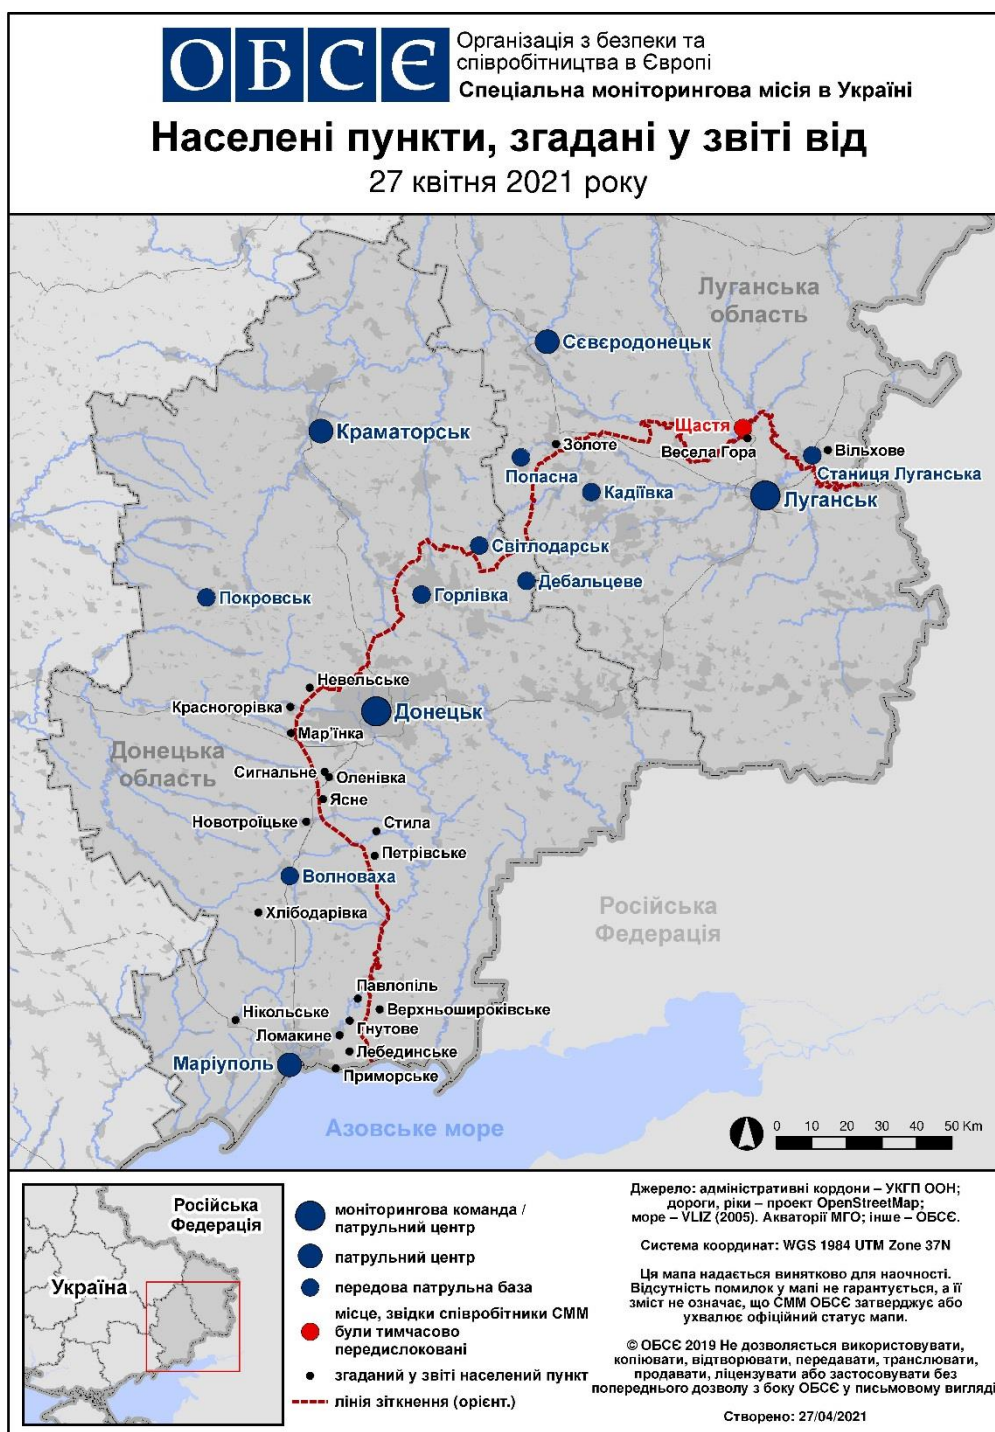 ОБСЄ
Організація з безпеки та
співробітництва в Європі
Спеціальна моніторингова місія в Україні
Населені пункти, згадані у звіті від
27 квітня 2021 року
Луганська
область
Сєвєродонецьк
Щастя
Краматорськ
Золоте
Весела Гора
Вільхове
Попасна
Станиця Луганська
Кадіївка
Луганськ
Світлодарськ
Дебальцеве
Горлівка
Покровськ
Невельське
Красногорівка
Донецьк
Мар'їнка
Донецька
область
Сигнальне
Оленівка
Ясне
Новотроїцьке
Стила
Петрівське
Волноваха
Хлібодарівка
Російська
Федерація
Павлопіль
Нікольське
Верхньошироківське
Гнутове
Ломакине
Лебединське
Маріуполь
Приморське
Азовське море
0 10 20 30 40 50 Km
Російська
Федерація
Україна
моніторингова команда /
патрульний центр
патрульний центр
передова патрульна база
місце, звідки співробітники СММ
були тимчасово
передислоковані
згаданий у звіті населений пункт
лінія зіткнення (орієнт.)
Джерело: адміністративні кордони – УКГП ООН;
дороги, ріки – проект OpenStreetMap;
море – VLIZ (2005). Акваторії МГО; інше – ОБСЄ.
Система координат: WGS 1984 UTM Zone 37N
Ця мапа надається винятково для наочності.
Відсутність помилок у мапі не гарантується, а її
зміст не означає, що СММ ОБСЄ затверджує або
ухвалює офіційний статус мапи.
© ОБСЄ 2019 Не дозволяється використовувати,
копіювати, відтворювати, передавати, транслювати,
продавати, ліцензувати або застосовувати без
попереднього дозволу з боку ОБСЄ у письмовому вигляді
Створено: 27/04/2021